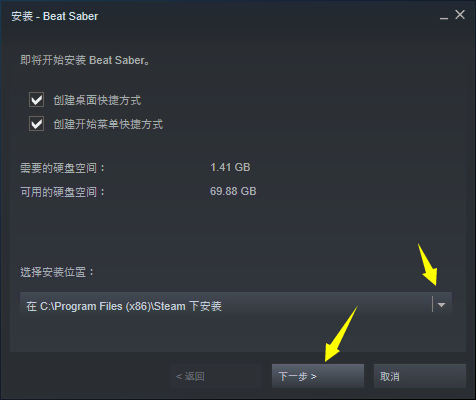 安装 - Beat Saber
即将开始安装 Beat Saber。
创建桌面快捷方式
创建开始菜单快捷方式
需要的硬盘空间： 1.41 GB
可用的硬盘空间： 69.88 GB
选择安装位置：
在 C:\Program Files (x86)\Steam 下安装
< 返回 下一步 > 取消